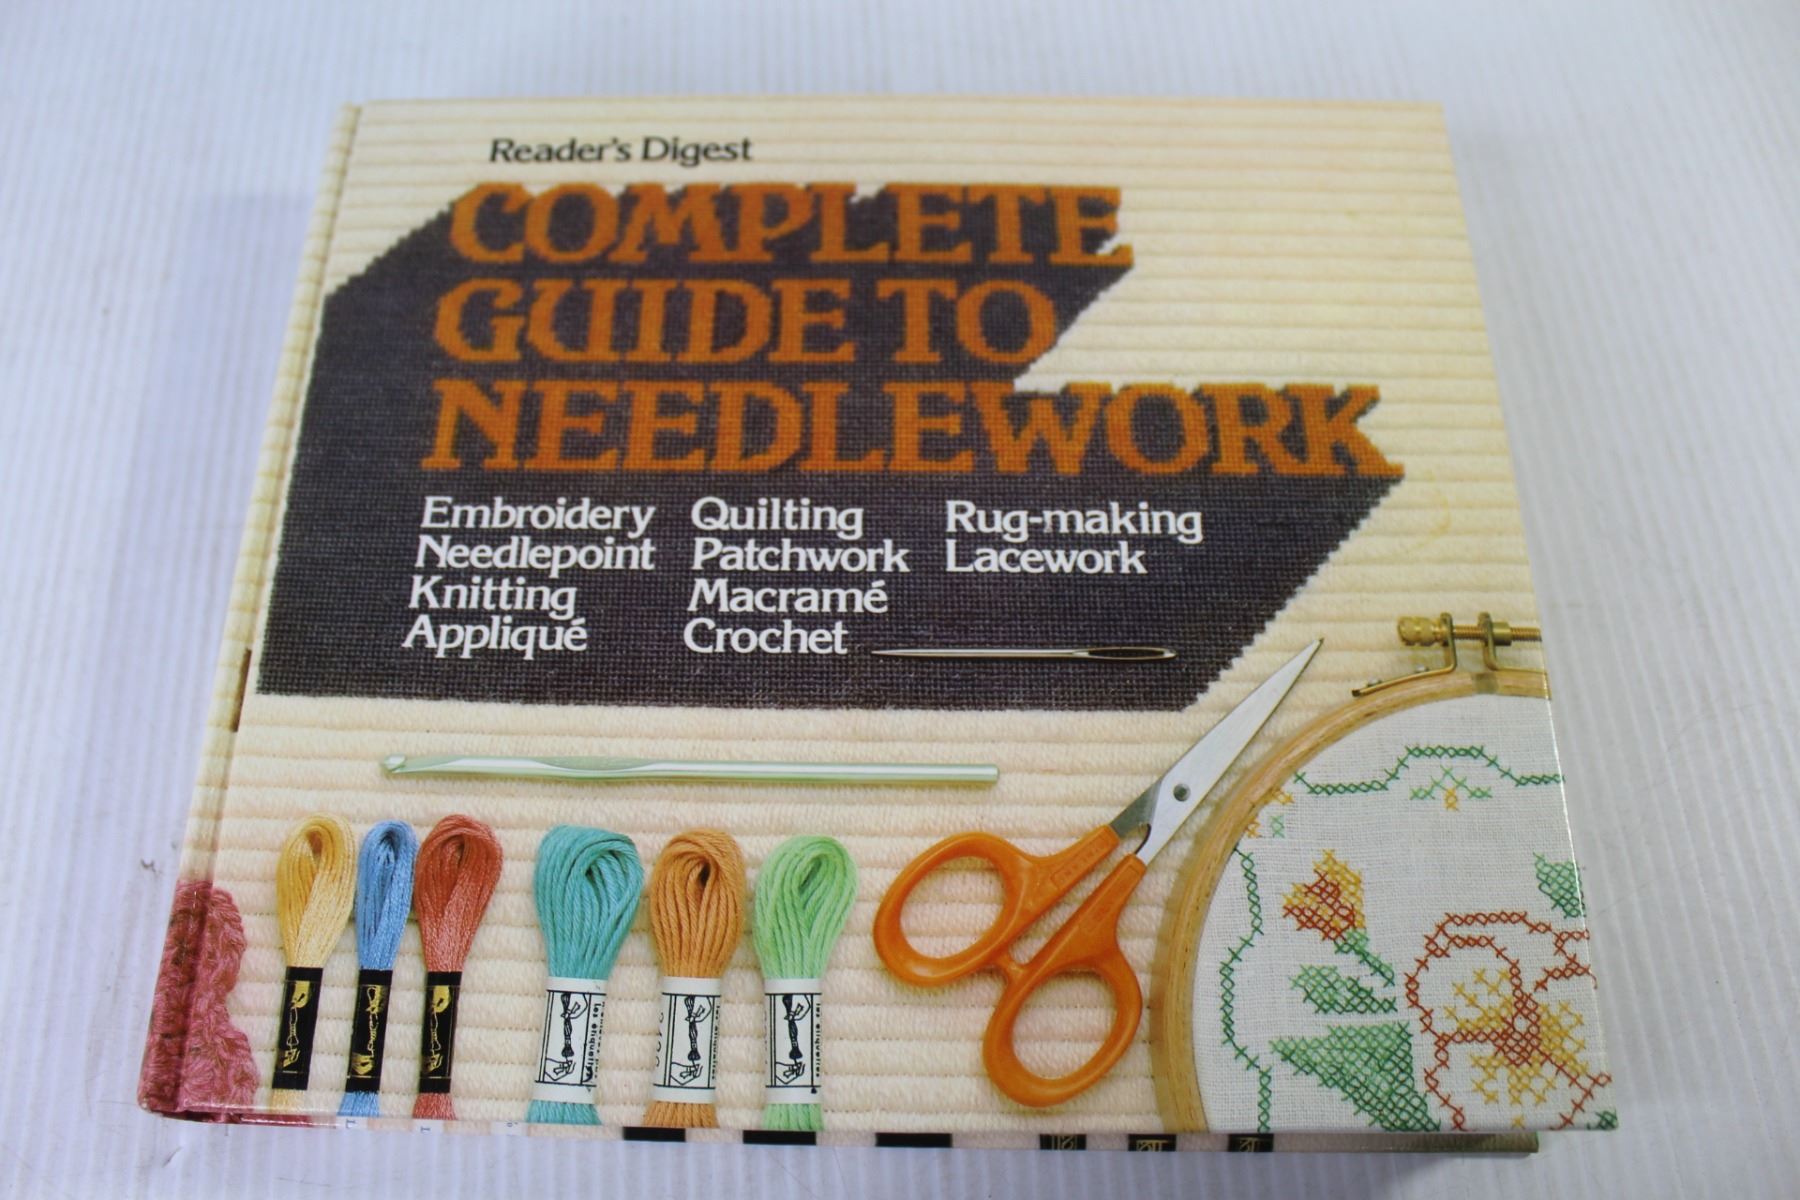 Reader's Digest
COMPLETE
GUIDE TO
NEEDLEWORK
Embroidery
Needlepoint
Knitting
Appliqué
Quilting
Patchwork
Macramé
Crochet
Rug-making
Lacework